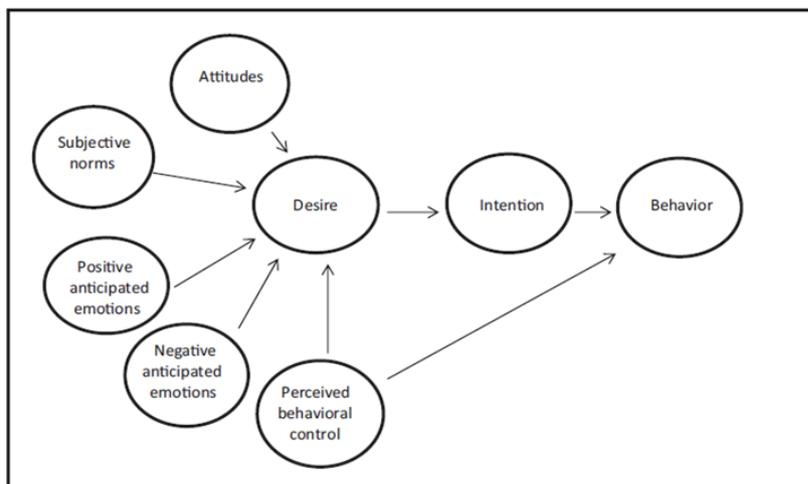 Attitudes
Subjective
norms
Desire
Intention
Behavior
Positive
anticipated
emotions
Negative
anticipated
emotions
Perceived
behavioral
control